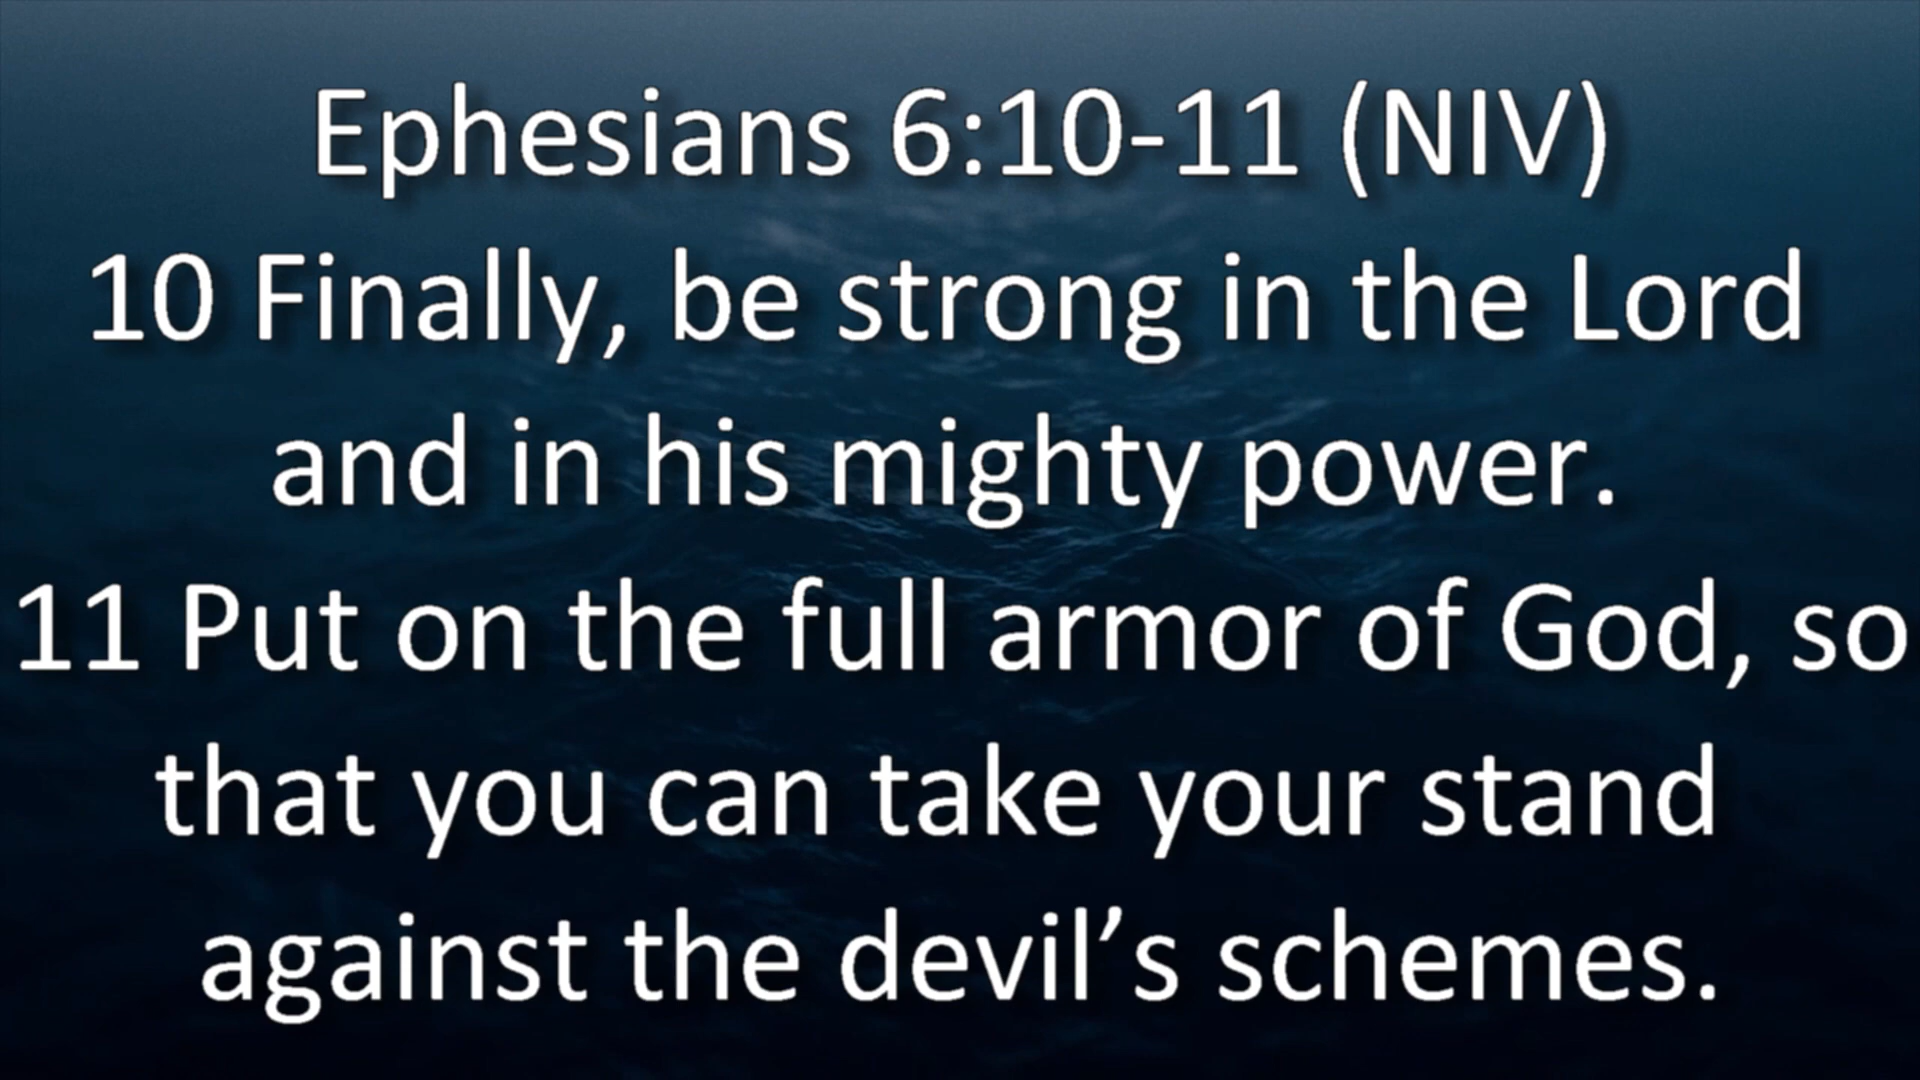 Ephesians 6:10-11 (NIV)
10 Finally, be strong in the Lord
and in his mighty power.
11 Put on the full armor of God, so
that you can take your stand
against the devil’s schemes.